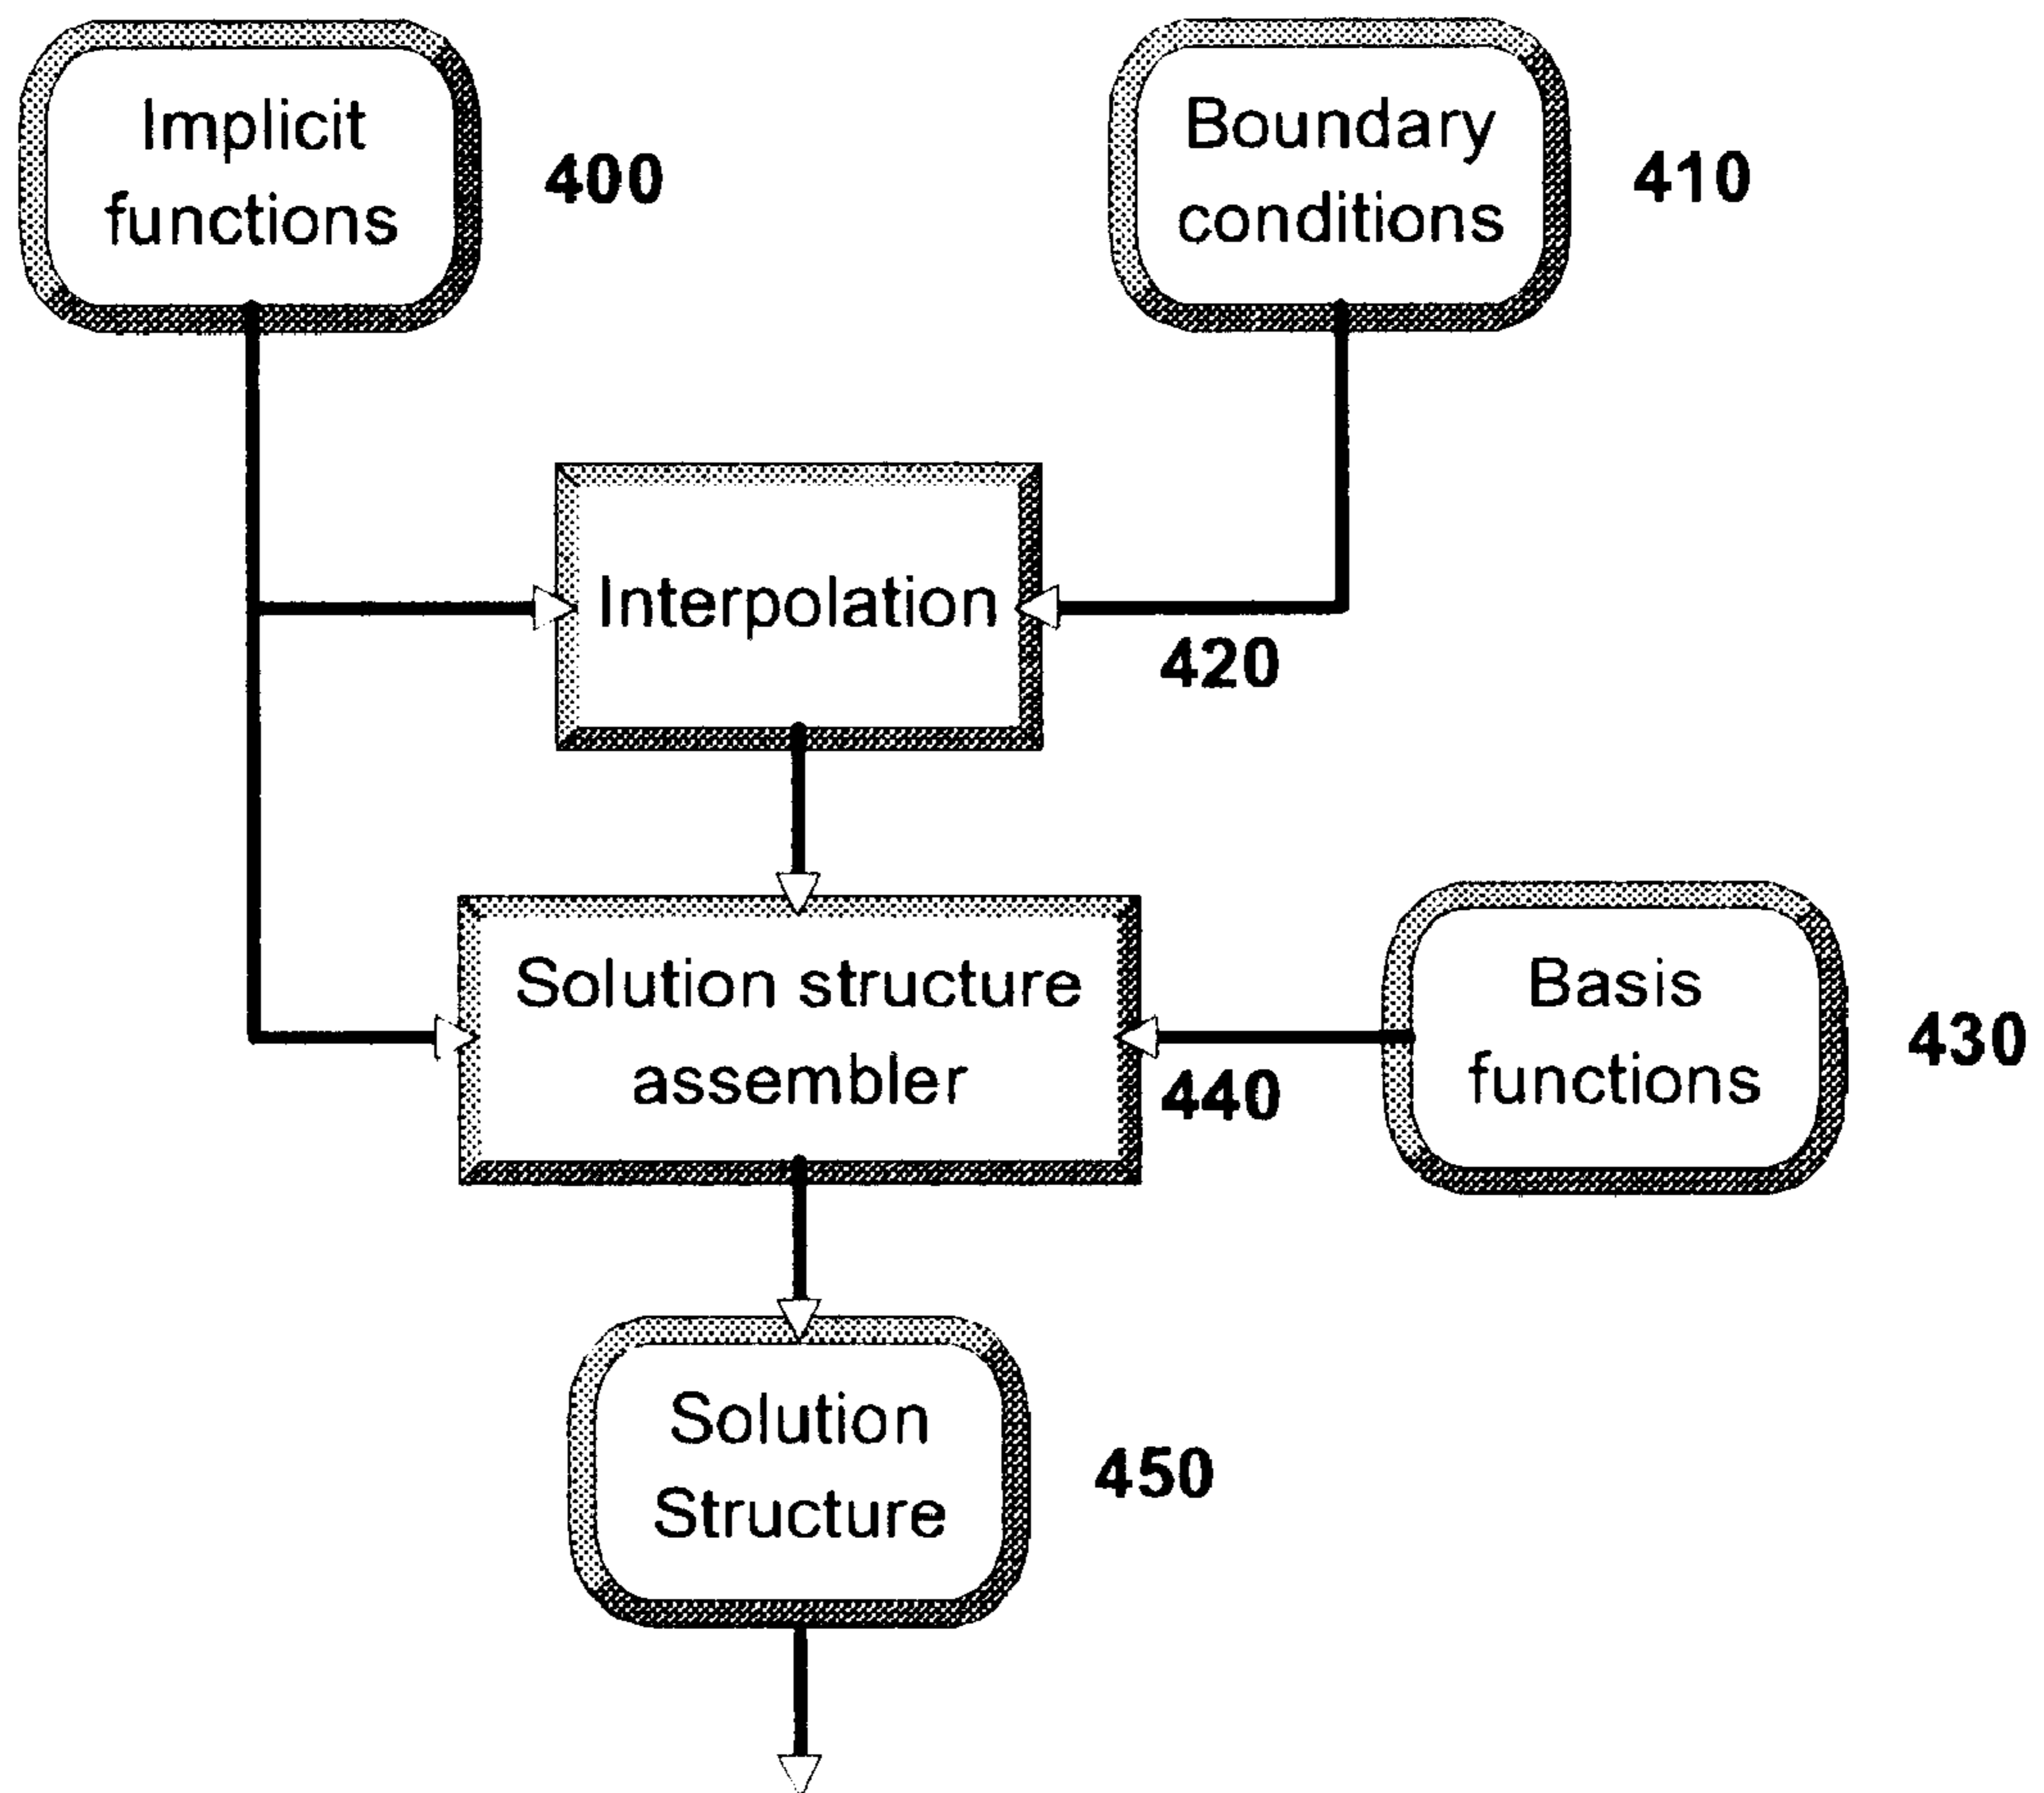 Implicit
functions
400
Boundary
conditions
410
Interpolation
420
Solution structure
assembler
440
Basis
functions
430
Solution
Structure
450